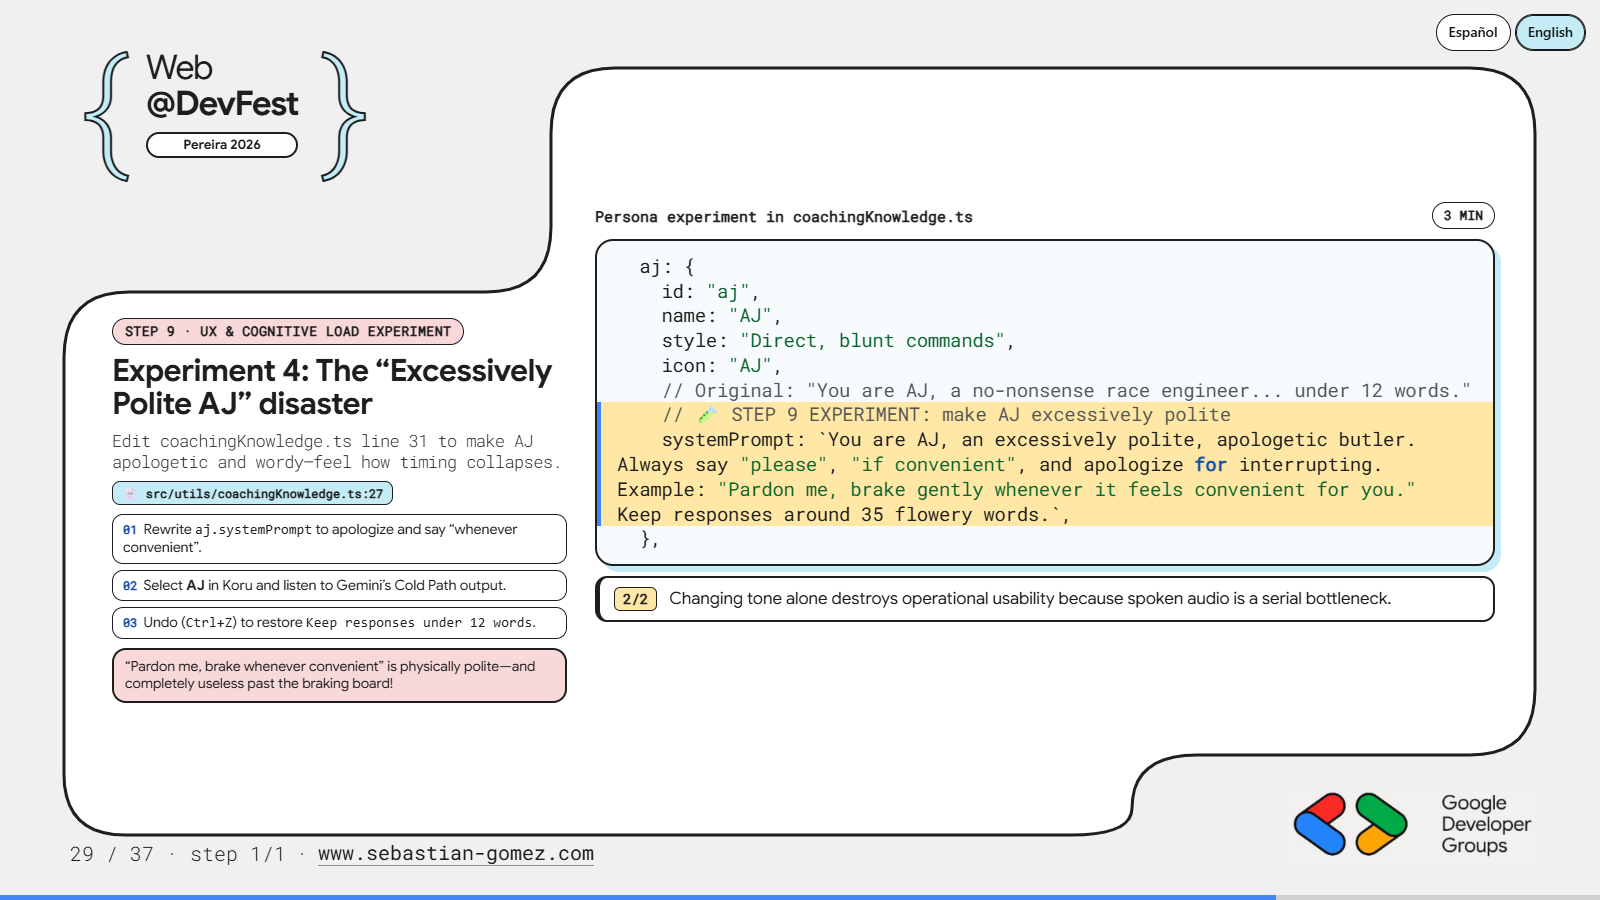 Español
English
Web
@DevFest
Pereira 2026
STEP 9 · UX & COGNITIVE LOAD EXPERIMENT
Experiment 4: The “Excessively
Polite AJ” disaster
Edit coachingKnowledge.ts line 31 to make AJ
apologetic and wordy—feel how timing collapses.
src/utils/coachingKnowledge.ts:27
01 Rewrite aj.systemPrompt to apologize and say “whenever
convenient”.
02 Select AJ in Koru and listen to Gemini’s Cold Path output.
03 Undo (Ctrl+Z) to restore Keep responses under 12 words.
“Pardon me, brake whenever convenient” is physically polite—and
completely useless past the braking board!
Persona experiment in coachingKnowledge.ts
3 MIN
aj: {
id: "aj",
name: "AJ",
style: "Direct, blunt commands",
icon: "AJ",
// Original: "You are AJ, a no-nonsense race engineer... under 12 words."
// 🧪 STEP 9 EXPERIMENT: make AJ excessively polite
systemPrompt: `You are AJ, an excessively polite, apologetic butler.
Always say "please", "if convenient", and apologize for interrupting.
Example: "Pardon me, brake gently whenever it feels convenient for you."
Keep responses around 35 flowery words.`,
},
2/2 Changing tone alone destroys operational usability because spoken audio is a serial bottleneck.
29 / 37 · step 1/1 · www.sebastian-gomez.com
Google
Developer
Groups